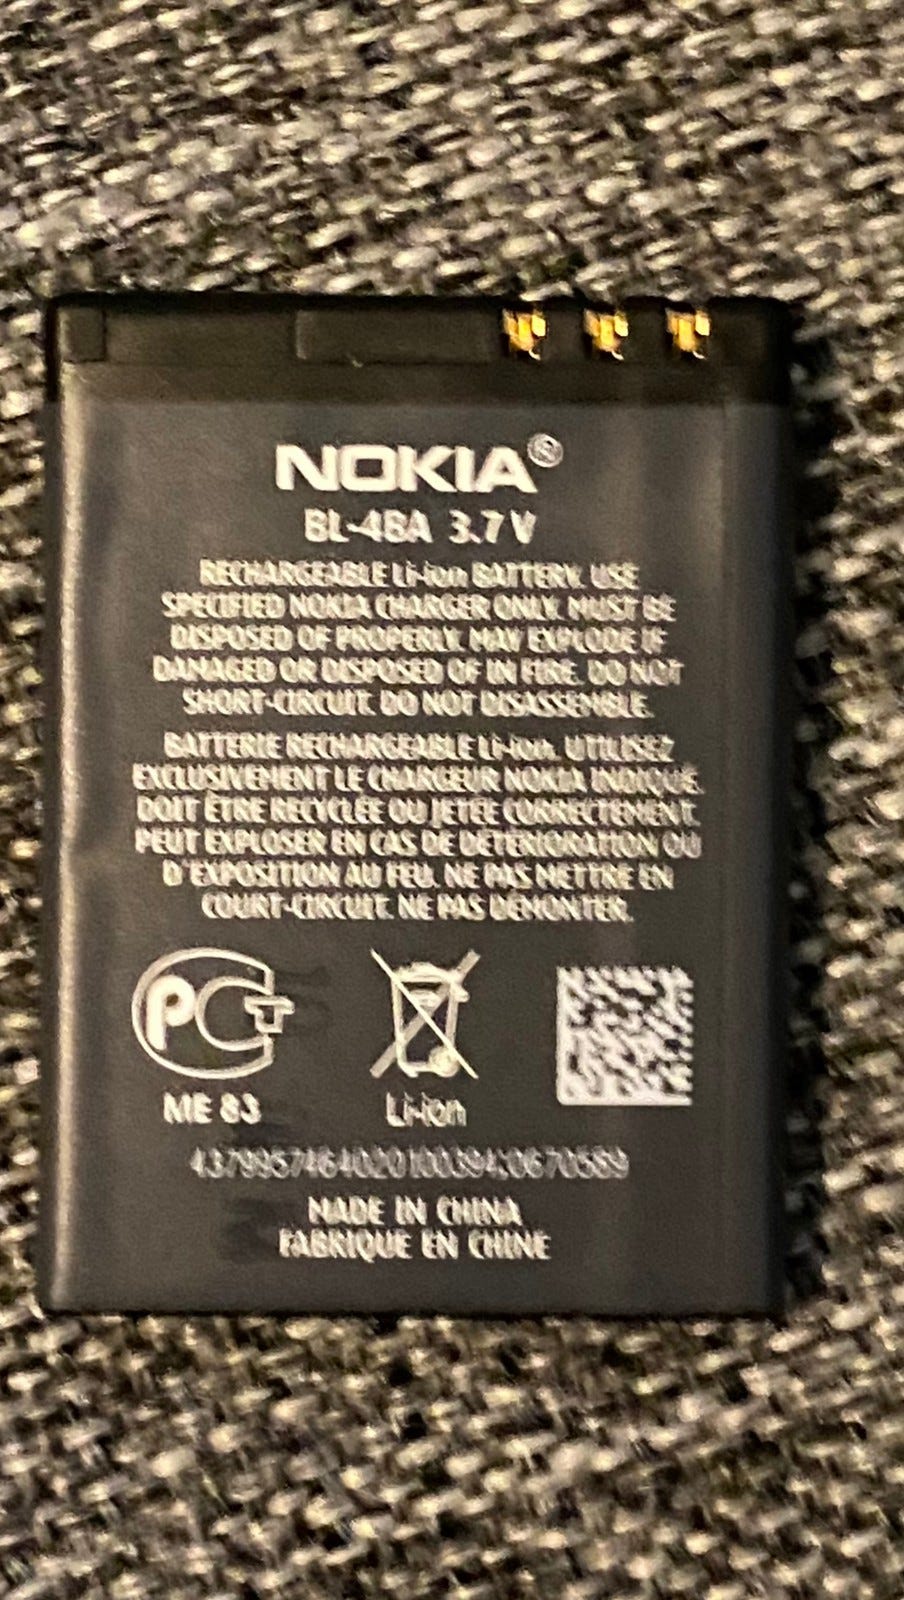 NOKIA®
BL-4BA 3.7 V
RECHARGEABLE Li-ion BATTERY. USE
SPECIFIED NOKIA CHARGER ONLY. MUST BE
DISPOSED OF PROPERLY. MAY EXPLODE IF
DAMAGED OR DISPOSED OF IN FIRE. DO NOT
SHORT-CIRCUIT. DO NOT DISASSEMBLE.
BATTERIE RECHARGEABLE Li-ion. UTILISEZ
EXCLUSIVEMENT LE CHARGEUR NOKIA INDIQUÉ.
DOIT ÊTRE RECYCLÉE OU JETÉE CORRECTEMENT.
PEUT EXPLOSER EN CAS DE DÉTÉRIORATION OU
D'EXPOSITION AU FEU. NE PAS METTRE EN
COURT-CIRCUIT. NE PAS DÉMONTER.
PCT
ME 83
Li-ion
MADE IN CHINA
FABRIQUE EN CHINE